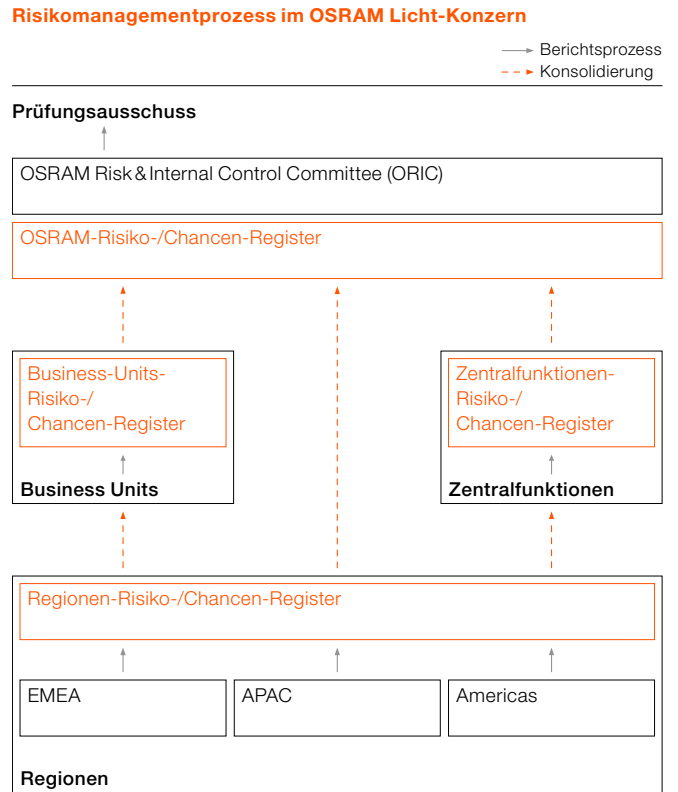 Risikomanagementprozess im OSRAM Licht-Konzern
Berichtsprozess
Konsolidierung
Prüfungsausschuss
OSRAM Risk & Internal Control Committee (ORIC)
OSRAM-Risiko-/Chancen-Register
Business-Units-
Risiko-/
Chancen-Register
Business Units
Zentralfunktionen-
Risiko-/
Chancen-Register
Zentralfunktionen
Regionen-Risiko-/Chancen-Register
EMEA
APAC
Americas
Regionen